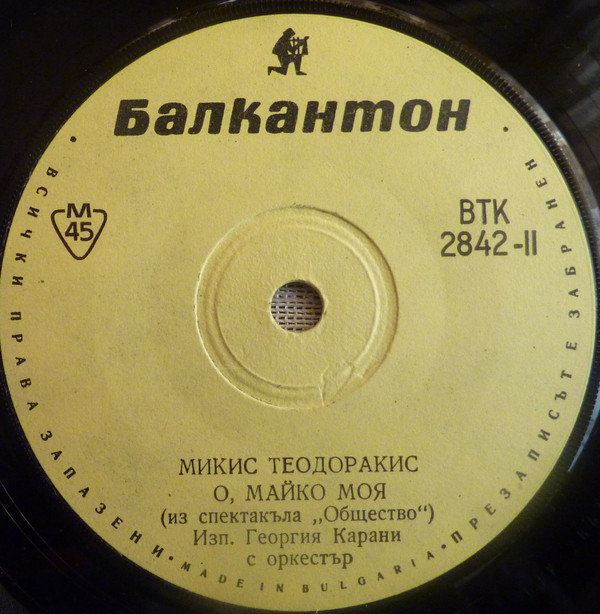 Балкантон
М
45
ВТК
2842-II
МИКИС ТЕОДОРАКИС
О, МАЙКО МОЯ
(из спектакъла „Общество“)
Изп. Георгия Карани
с оркестър
• ВСИЧКИ ПРАВА ЗАПАЗЕНИ • MADE IN BULGARIA • ПРЕЗАПИСЪТ Е ЗАБРАНЕН •